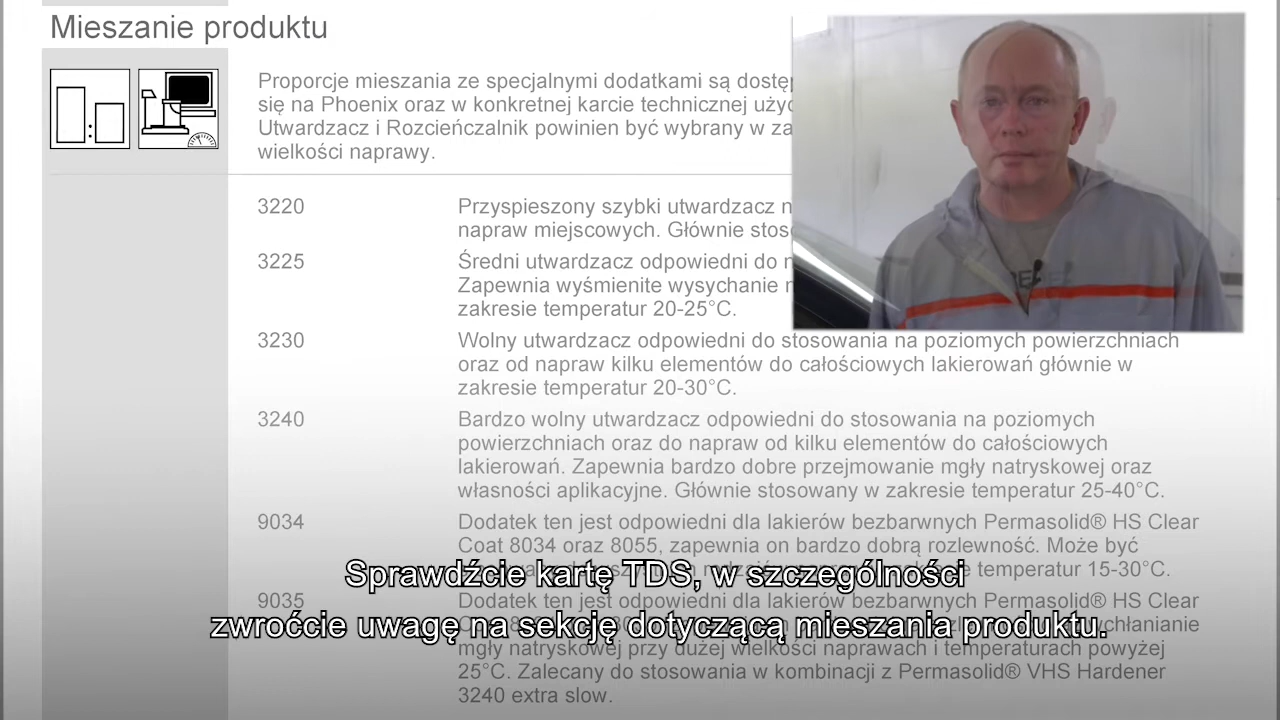 Mieszanie produktu
Proporcje mieszania ze specjalnymi dodatkami są
się na Phoenix oraz w konkretnej karcie technicznej
Utwardzacz i Rozcieńczalnik powinien być wybrany w
wielkości naprawy.
3220
Przyspieszony szybki utwardzacz
napraw miejscowych. Głównie
3225
Średni utwardzacz odpowiedni do
Zapewnia wyśmienite wysychanie
zakresie temperatur 20-25°C.
3230
Wolny utwardzacz odpowiedni do stosowania na poziomych powierzchniach
oraz od napraw kilku elementów do całościowych lakierowań głównie w
zakresie temperatur 20-30°C.
3240
Bardzo wolny utwardzacz odpowiedni do stosowania na poziomych
powierzchniach oraz do napraw od kilku elementów do całościowych
lakierowań. Zapewnia bardzo dobre przejmowanie mgły natryskowej oraz
własności aplikacyjne. Głównie stosowany w zakresie temperatur 25-40°C.
9034
Dodatek ten jest odpowiedni dla lakierów bezbarwnych Permasolid® HS Clear
Coat 8034 oraz 8055, zapewnia on bardzo dobrą rozlewność. Może być
temperatur 15-30°C.
9035
Dodatek ten jest odpowiedni dla lakierów bezbarwnych Permasolid® HS Clear
mgły natryskowej przy dużej wielkości naprawach i temperaturach powyżej
25°C. Zalecany do stosowania w kombinacji z Permasolid® VHS Hardener
3240 extra slow.
Sprawdźcie kartę TDS, w szczególności
zwroćcie uwagę na sekcję dotyczącą mieszania produktu.